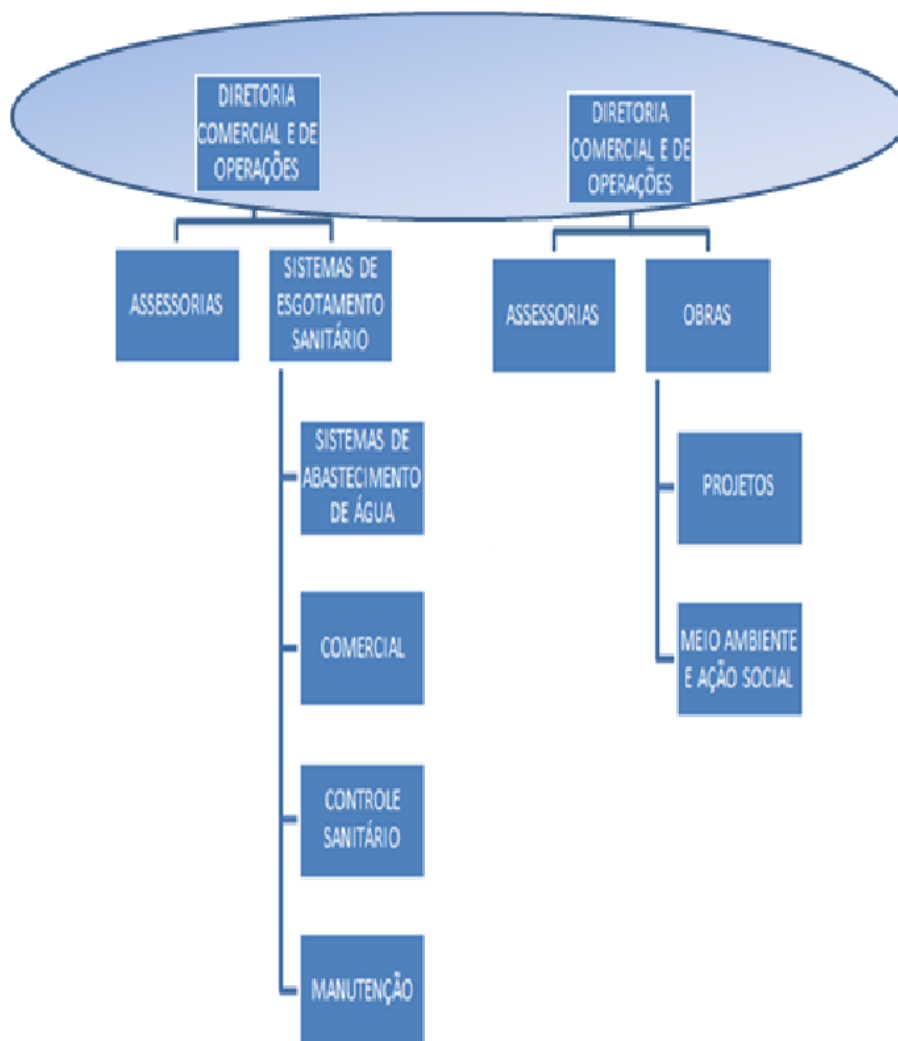 DIRETORIA
COMERCIAL E DE
OPERAÇÕES
DIRETORIA
COMERCIAL E DE
OPERAÇÕES
ASSESSORIAS
SISTEMAS DE
ESGOTAMENTO
SANITÁRIO
ASSESSORIAS
OBRAS
SISTEMAS DE
ABASTECIMENTO
DE ÁGUA
PROJETOS
COMERCIAL
MEIO AMBIENTE
E AÇÃO SOCIAL
CONTROLE
SANITÁRIO
MANUTENÇÃO